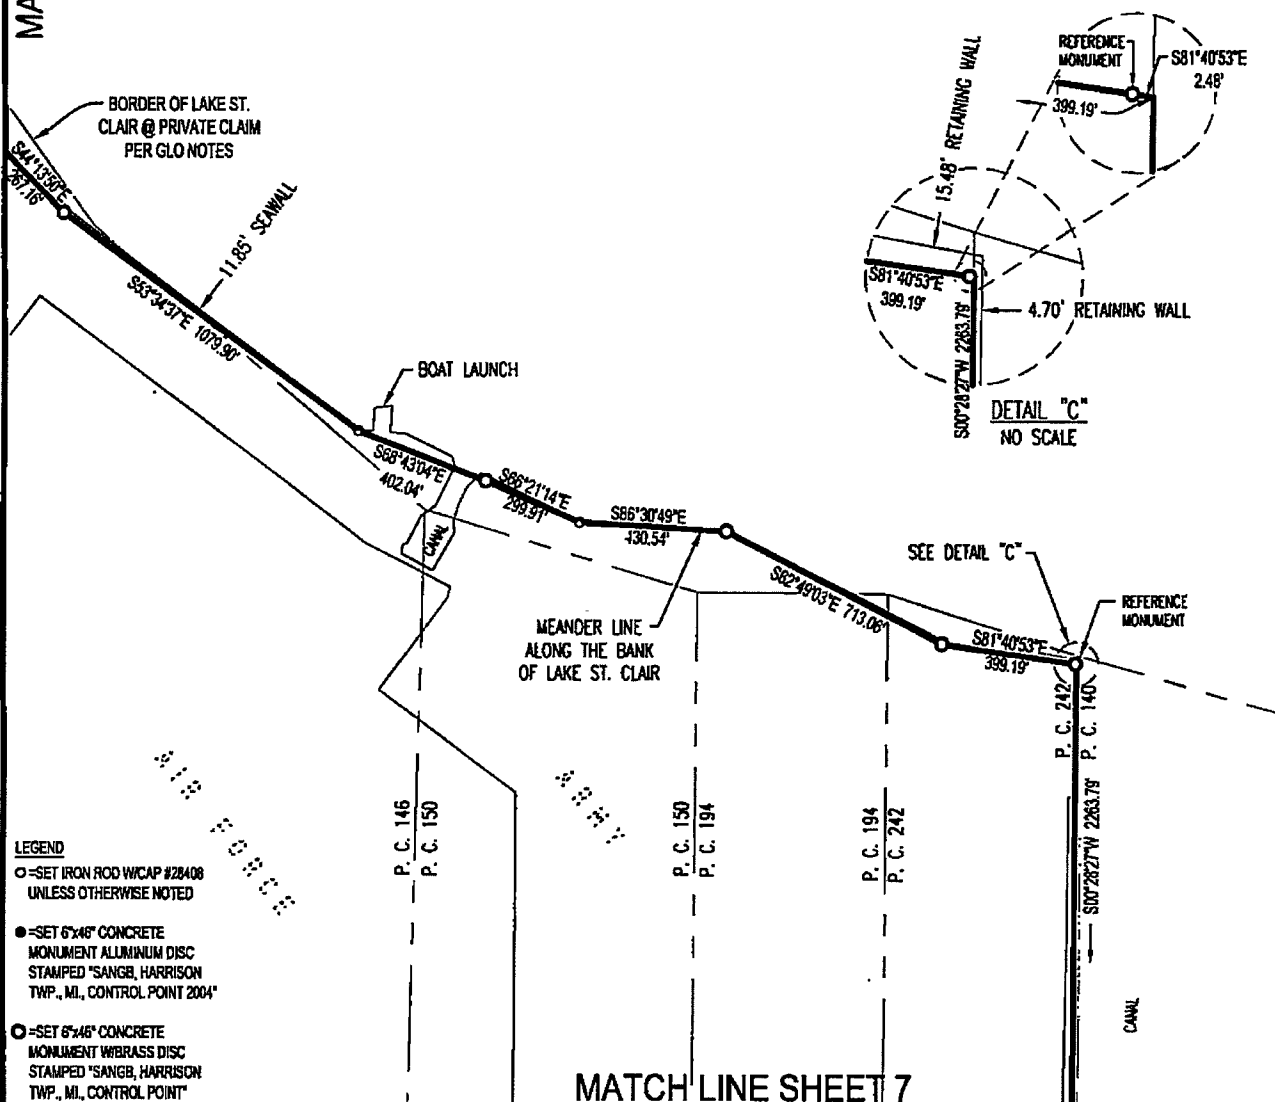 MA
BORDER OF LAKE ST.
CLAIR @ PRIVATE CLAIM
PER GLO NOTES
S44°13'50"E
267.16'
11.85' SEAWALL
S53°34'37"E 1079.90'
BOAT LAUNCH
S68°43'04"E
402.04'
CANAL
S66°21'14"E
299.91'
S86°30'49"E
430.54'
MEANDER LINE
ALONG THE BANK
OF LAKE ST. CLAIR
S62°49'03"E 713.06'
SEE DETAIL "C"
S81°40'53"E
399.19'
REFERENCE
MONUMENT
REFERENCE
MONUMENT
S81°40'53"E
2.48'
399.19'
15.48' RETAINING WALL
S81°40'53"E
399.19'
4.70' RETAINING WALL
S00°28'27"W 2263.79'
DETAIL "C"
NO SCALE
P. C. 242
P. C. 140
S00°28'27"W 2263.79'
CANAL
AIR FORCE
ARMY
P. C. 146
P. C. 150
P. C. 150
P. C. 194
P. C. 194
P. C. 242
LEGEND
=SET IRON ROD W/CAP #28408
UNLESS OTHERWISE NOTED
=SET 6"x48" CONCRETE
MONUMENT ALUMINUM DISC
STAMPED "SANGB, HARRISON
TWP., MI., CONTROL POINT 2004"
=SET 6"x48" CONCRETE
MONUMENT W/BRASS DISC
STAMPED "SANGB, HARRISON
TWP., MI., CONTROL POINT"
MATCH LINE SHEET 7